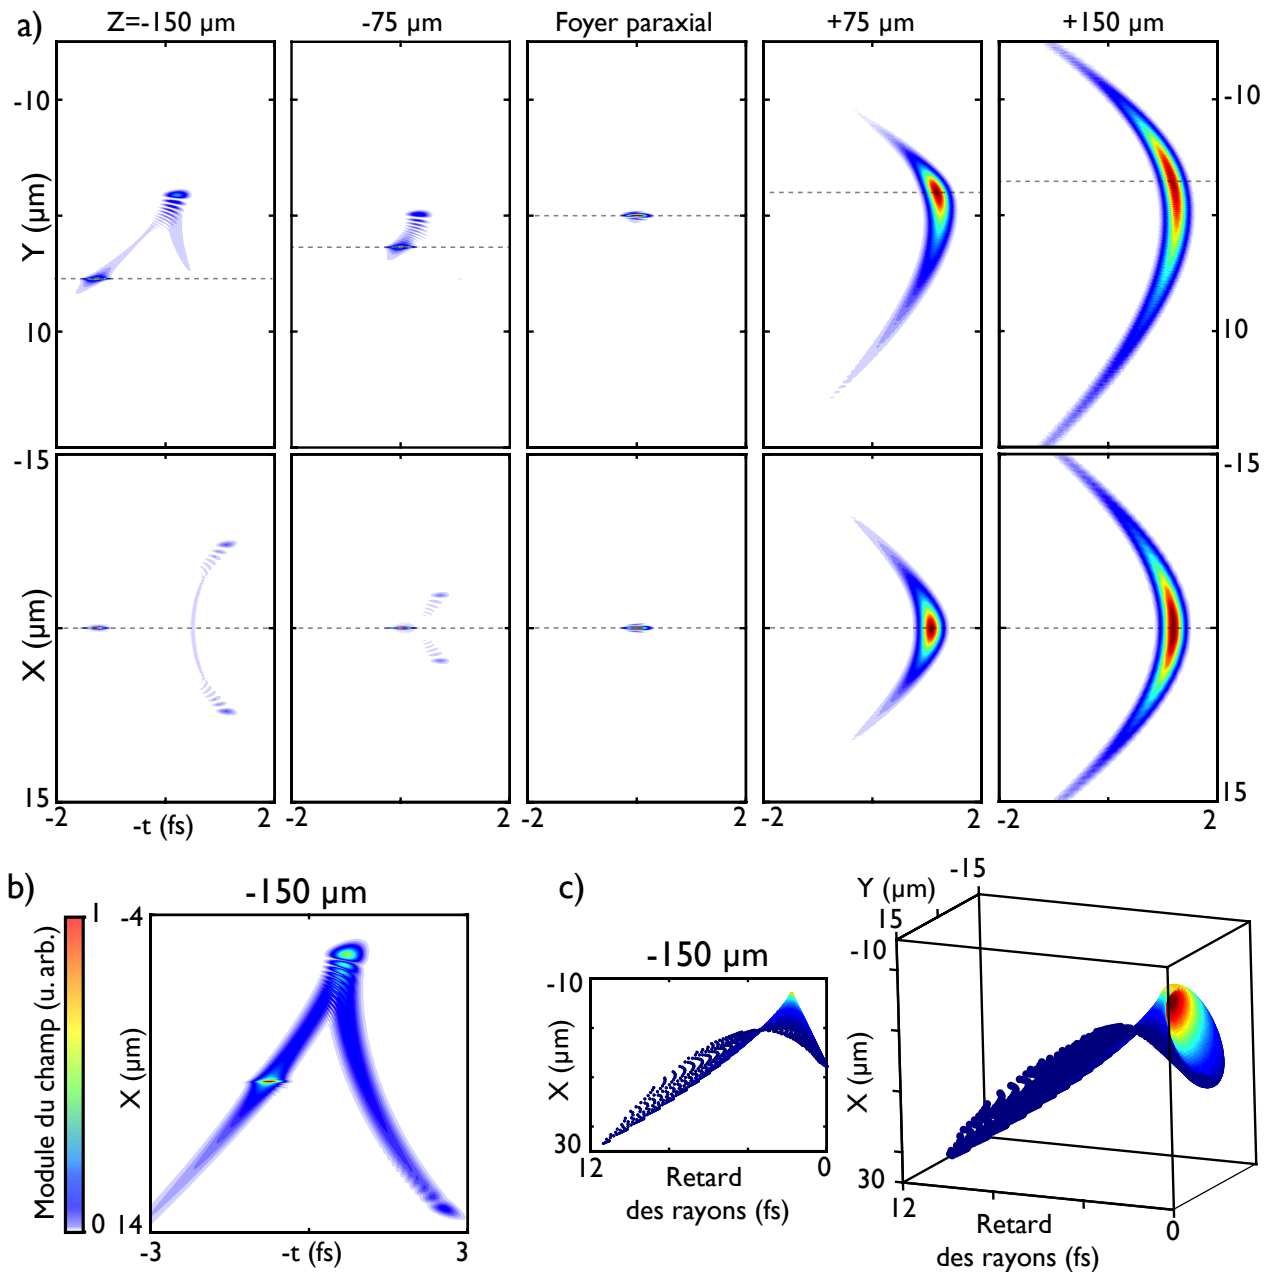 a)
Z=-150 µm
-75 µm
Foyer paraxial
+75 µm
+150 µm
-10
Y (µm)
10
-10
10
-15
X (µm)
15
-15
15
-2
-t (fs)
2
-2
2
-2
2
-2
2
-2
2
b)
-150 µm
1
Module du champ (u. arb.)
0
-4
X (µm)
14
-3
-t (fs)
3
c)
-150 µm
-10
X (µm)
30
12
0
Retard
des rayons (fs)
-15
Y (µm)
15
-10
X (µm)
30
12
0
Retard
des rayons (fs)